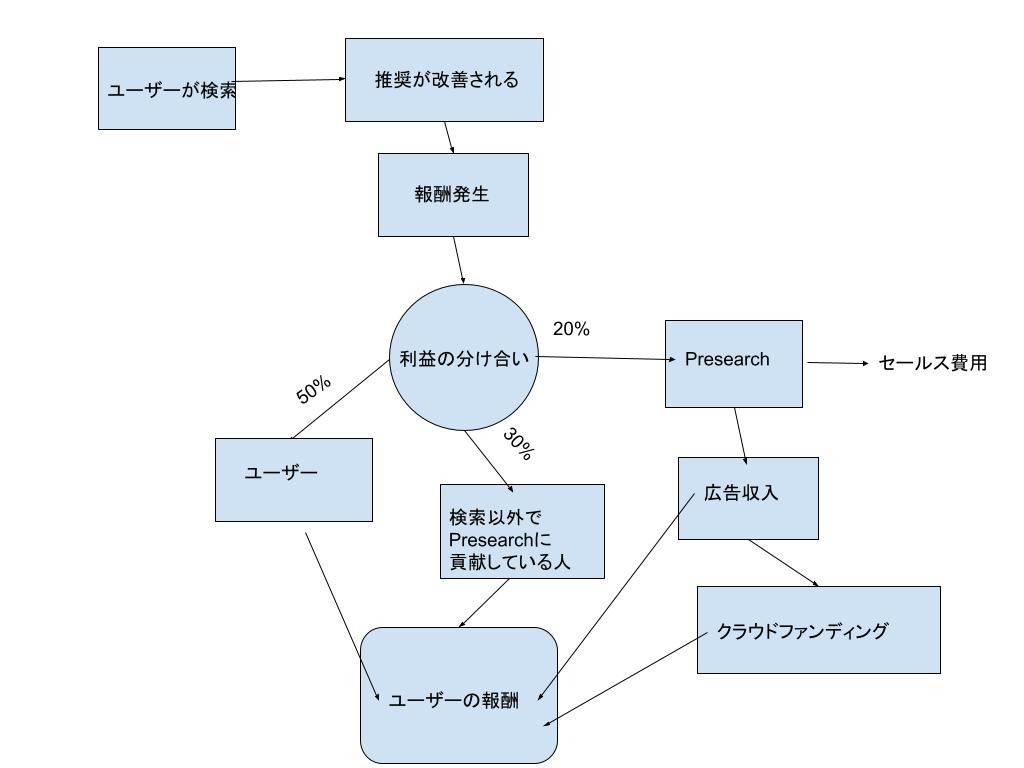 ユーザーが検索
推奨が改善される
報酬発生
利益の分け合い
20%
Presearch
セールス費用
50%
30%
ユーザー
検索以外で
Presearchに
貢献している人
広告収入
クラウドファンディング
ユーザーの報酬